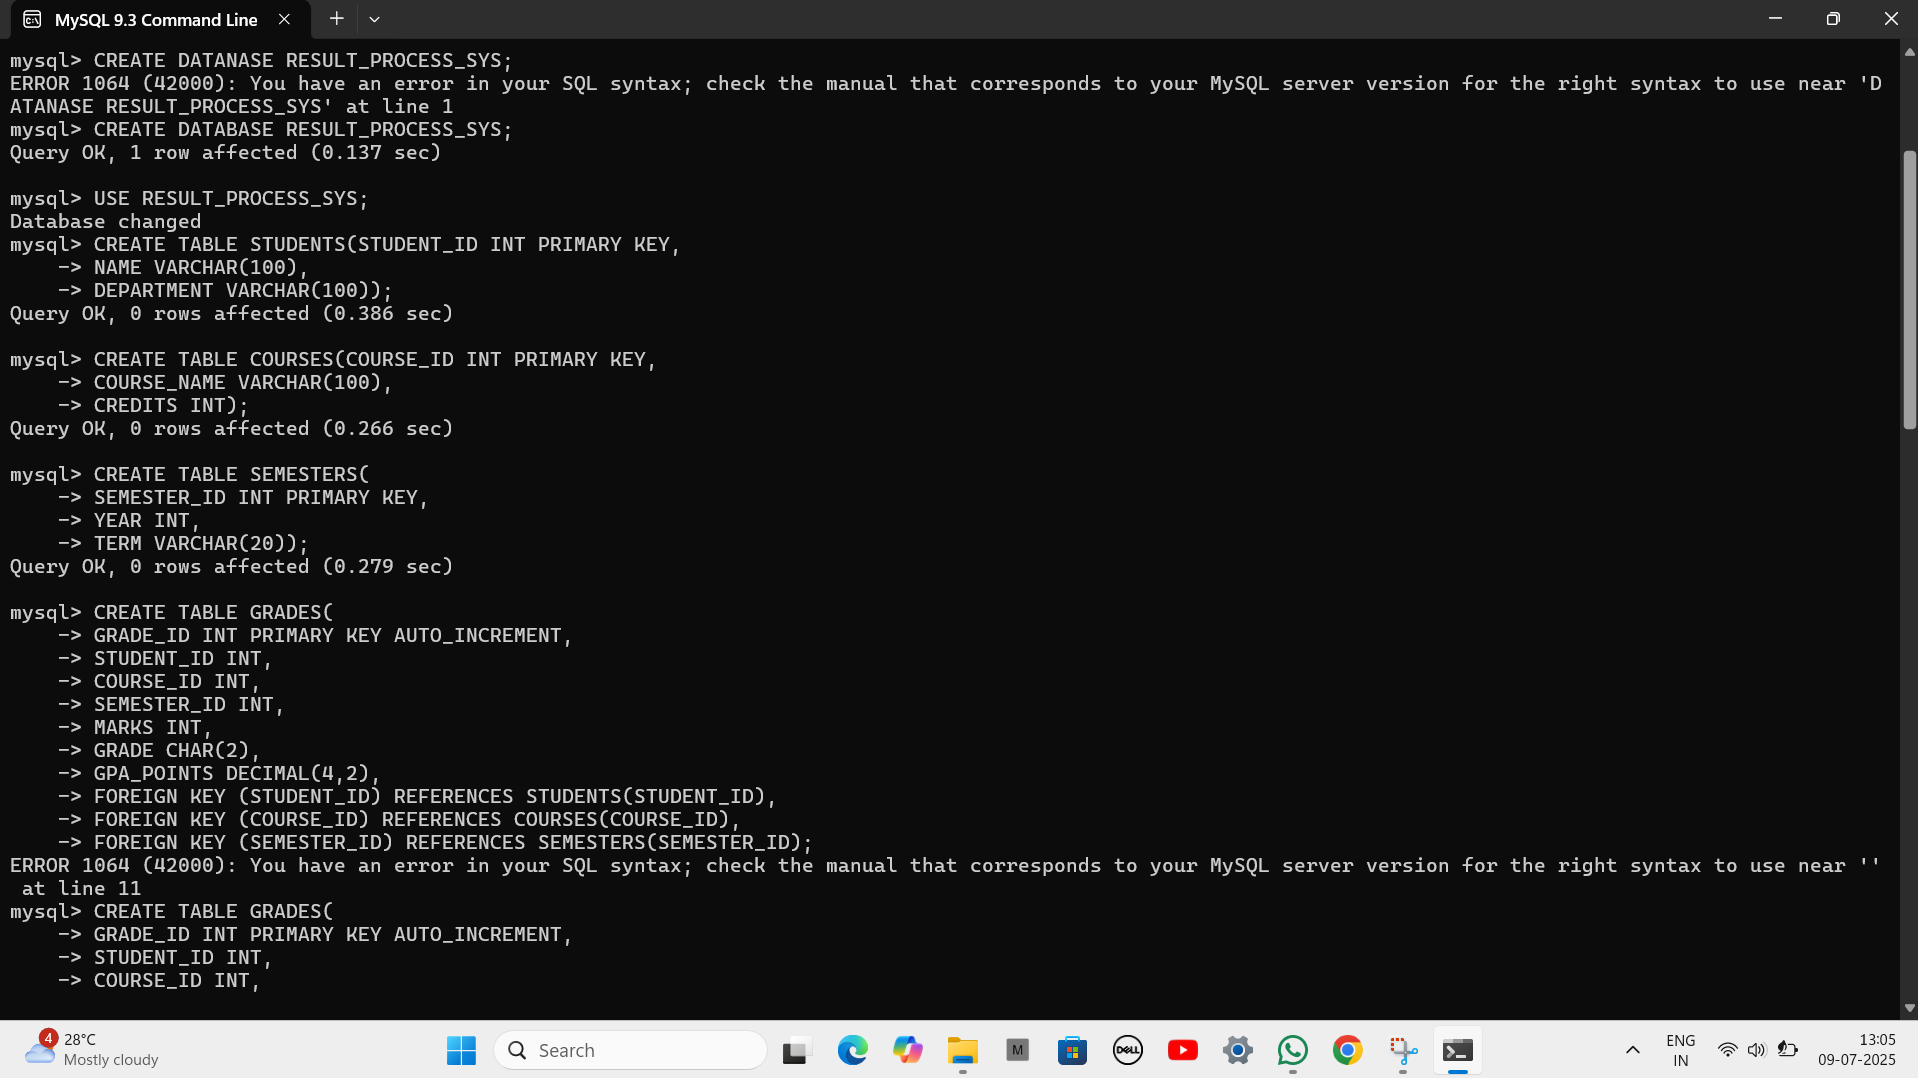 MySQL 9.3 Command Line
mysql> CREATE DATANASE RESULT_PROCESS_SYS;
ERROR 1064 (42000): You have an error in your SQL syntax; check the manual that corresponds to your MySQL server version for the right syntax to use near 'D
ATANASE RESULT_PROCESS_SYS' at line 1
mysql> CREATE DATABASE RESULT_PROCESS_SYS;
Query OK, 1 row affected (0.137 sec)
mysql> USE RESULT_PROCESS_SYS;
Database changed
mysql> CREATE TABLE STUDENTS(STUDENT_ID INT PRIMARY KEY,
    -> NAME VARCHAR(100),
    -> DEPARTMENT VARCHAR(100));
Query OK, 0 rows affected (0.386 sec)
mysql> CREATE TABLE COURSES(COURSE_ID INT PRIMARY KEY,
    -> COURSE_NAME VARCHAR(100),
    -> CREDITS INT);
Query OK, 0 rows affected (0.266 sec)
mysql> CREATE TABLE SEMESTERS(
    -> SEMESTER_ID INT PRIMARY KEY,
    -> YEAR INT,
    -> TERM VARCHAR(20));
Query OK, 0 rows affected (0.279 sec)
mysql> CREATE TABLE GRADES(
    -> GRADE_ID INT PRIMARY KEY AUTO_INCREMENT,
    -> STUDENT_ID INT,
    -> COURSE_ID INT,
    -> SEMESTER_ID INT,
    -> MARKS INT,
    -> GRADE CHAR(2),
    -> GPA_POINTS DECIMAL(4,2),
    -> FOREIGN KEY (STUDENT_ID) REFERENCES STUDENTS(STUDENT_ID),
    -> FOREIGN KEY (COURSE_ID) REFERENCES COURSES(COURSE_ID),
    -> FOREIGN KEY (SEMESTER_ID) REFERENCES SEMESTERS(SEMESTER_ID);
ERROR 1064 (42000): You have an error in your SQL syntax; check the manual that corresponds to your MySQL server version for the right syntax to use near ''
 at line 11
mysql> CREATE TABLE GRADES(
    -> GRADE_ID INT PRIMARY KEY AUTO_INCREMENT,
    -> STUDENT_ID INT,
    -> COURSE_ID INT,
4
28°C
Mostly cloudy
Search
M
DELL
ENG
IN
13:05
09-07-2025